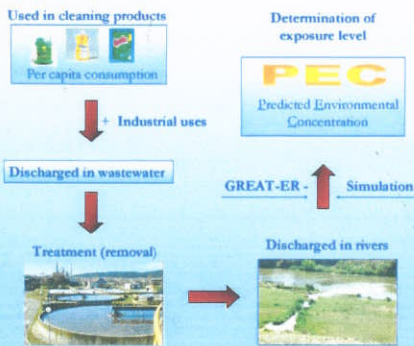 Used in cleaning products
Per capita consumption
+ Industrial uses
Discharged in wastewater
Treatment (removal)
Discharged in rivers
GREAT-ER - Simulation
Determination of
exposure level
PEC
Predicted Environmental
Concentration